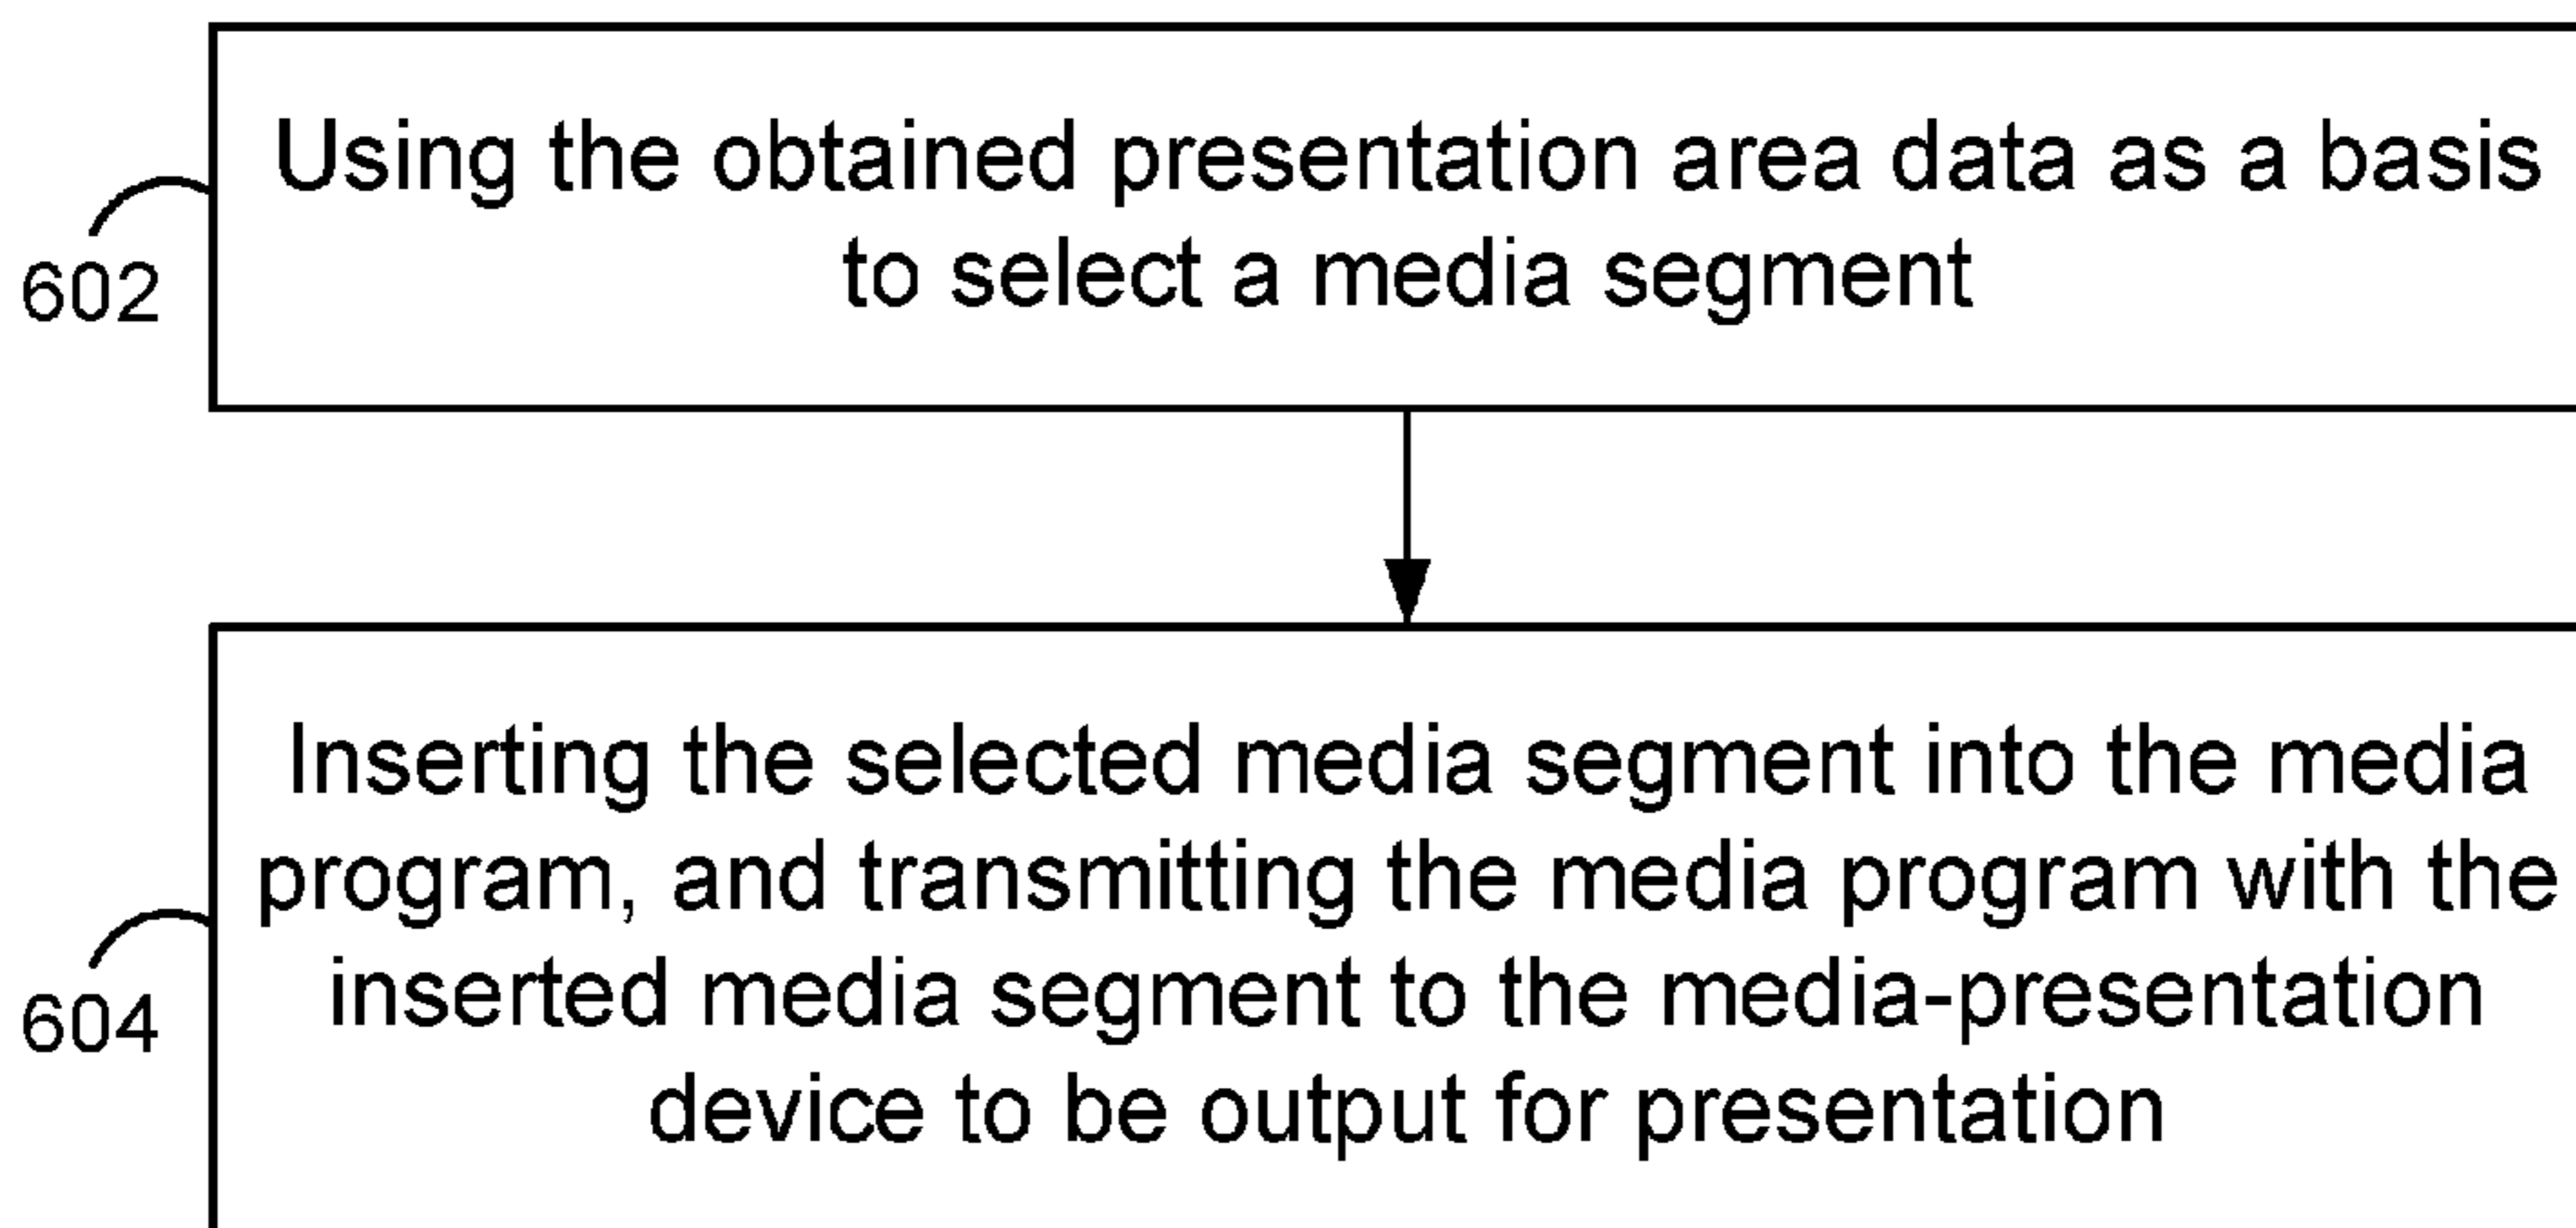 Using the obtained presentation area data as a basis
to select a media segment
602
Inserting the selected media segment into the media
program, and transmitting the media program with the
inserted media segment to the media-presentation
device to be output for presentation
604